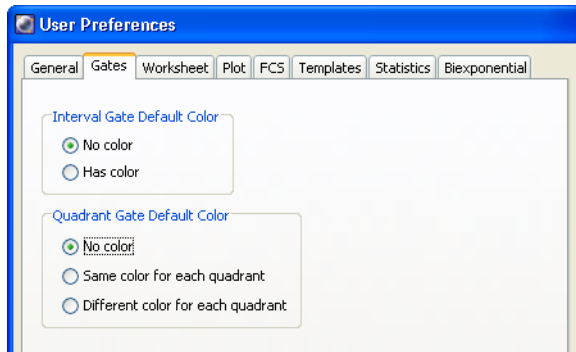 User Preferences
General Gates Worksheet Plot FCS Templates Statistics Biexponential
Interval Gate Default Color
No color
Has color
Quadrant Gate Default Color
No color
Same color for each quadrant
Different color for each quadrant